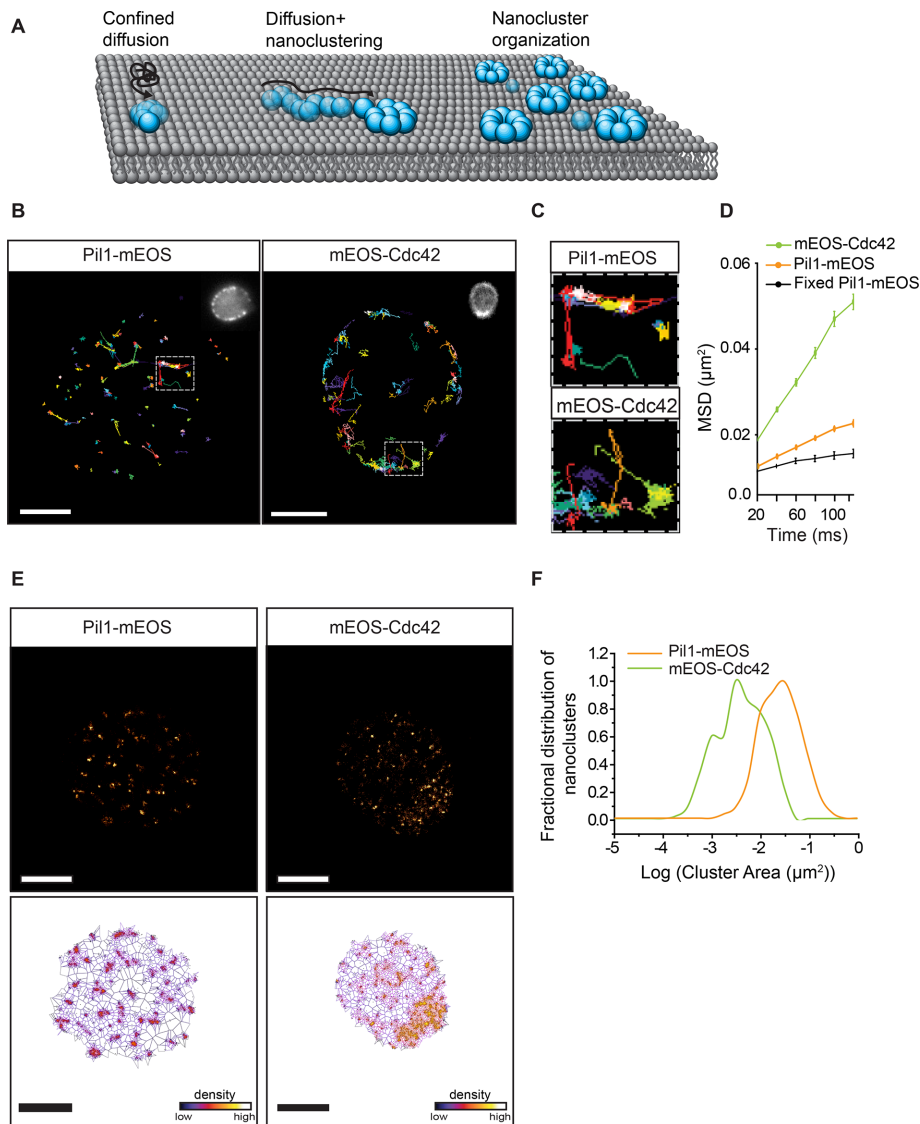 A
Confined
diffusion
Diffusion+
nanoclustering
Nanocluster
organization
B
Pil1-mEOS
mEOS-Cdc42
C
Pil1-mEOS
mEOS-Cdc42
D
mEOS-Cdc42
Pil1-mEOS
Fixed Pil1-mEOS
MSD (µm²)
0.06
0.04
0.02
0.0
20 60 100
Time (ms)
E
Pil1-mEOS
mEOS-Cdc42
density
low high
density
low high
F
Pil1-mEOS
mEOS-Cdc42
Fractional distribution of
nanoclusters
1.2
1.0
0.8
0.6
0.4
0.2
0.0
-5 -4 -3 -2 -1 0
Log (Cluster Area (µm²))